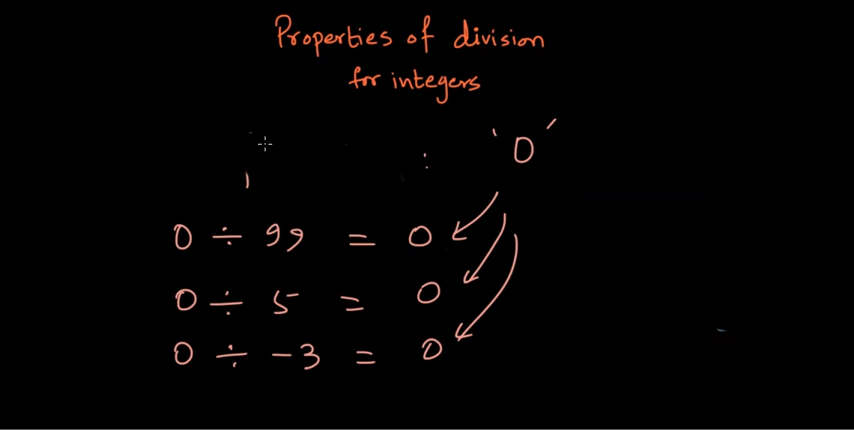 Properties of division
for integers
: '0'
0 ÷ 99 = 0
0 ÷ 5 = 0
0 ÷ -3 = 0